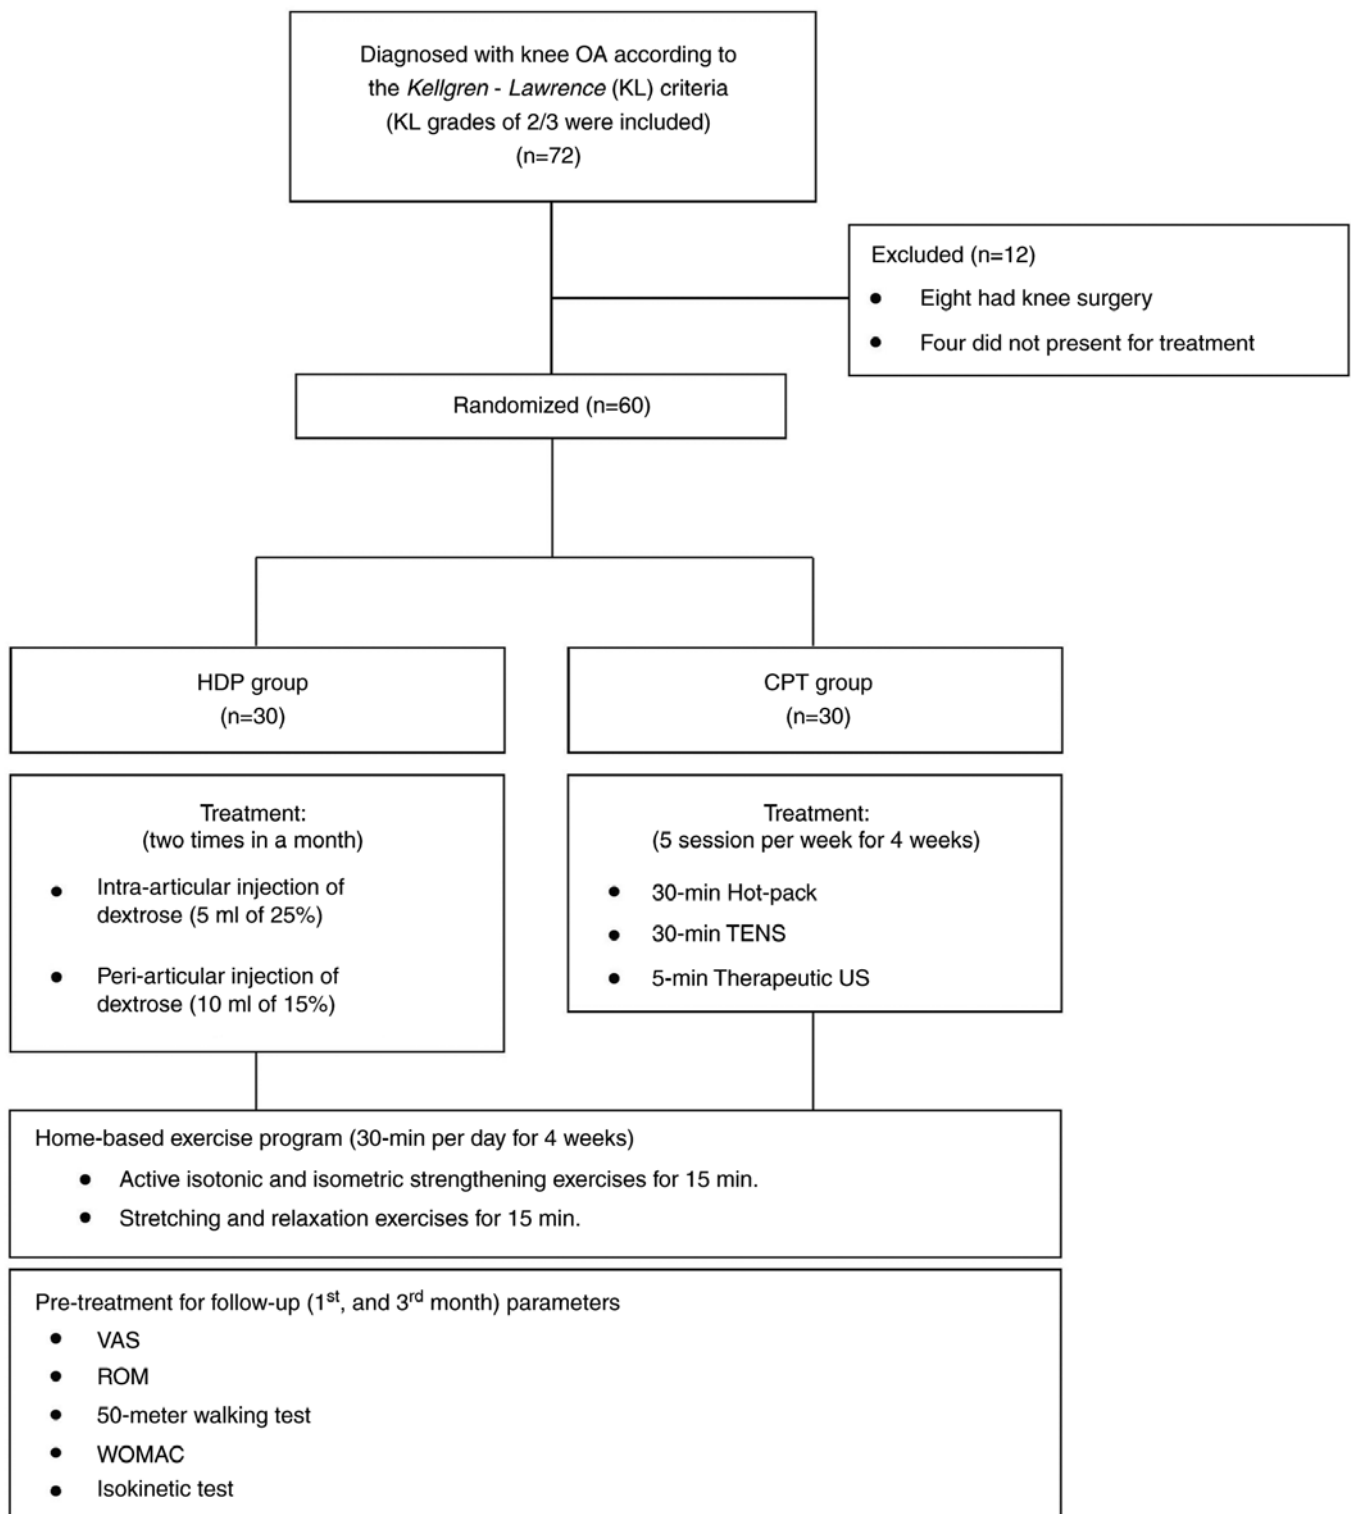 Diagnosed with knee OA according to
the Kellgren - Lawrence (KL) criteria
(KL grades of 2/3 were included)
(n=72)
Excluded (n=12)
● Eight had knee surgery
● Four did not present for treatment
Randomized (n=60)
HDP group
(n=30)
CPT group
(n=30)
Treatment:
(two times in a month)
● Intra-articular injection of
dextrose (5 ml of 25%)
● Peri-articular injection of
dextrose (10 ml of 15%)
Treatment:
(5 session per week for 4 weeks)
● 30-min Hot-pack
● 30-min TENS
● 5-min Therapeutic US
Home-based exercise program (30-min per day for 4 weeks)
● Active isotonic and isometric strengthening exercises for 15 min.
● Stretching and relaxation exercises for 15 min.
Pre-treatment for follow-up (1st, and 3rd month) parameters
● VAS
● ROM
● 50-meter walking test
● WOMAC
● Isokinetic test